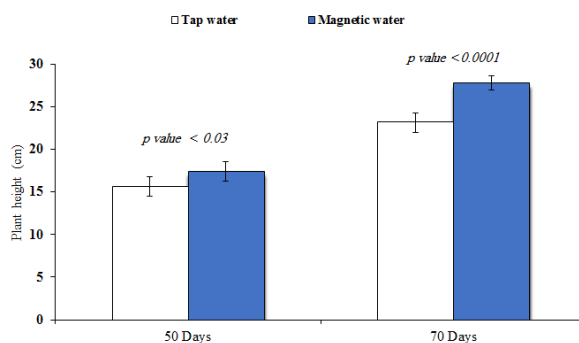 Tap water Magnetic water
p value <0.0001
p value < 0.03
Plant height (cm)
30
25
20
15
10
5
0
50 Days 70 Days